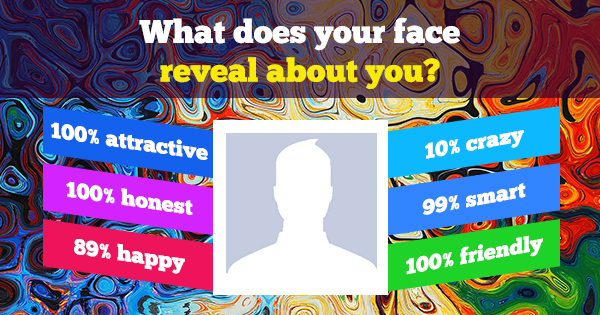 What does your face
reveal about you?
100% attractive
100% honest
89% happy
10% crazy
99% smart
100% friendly